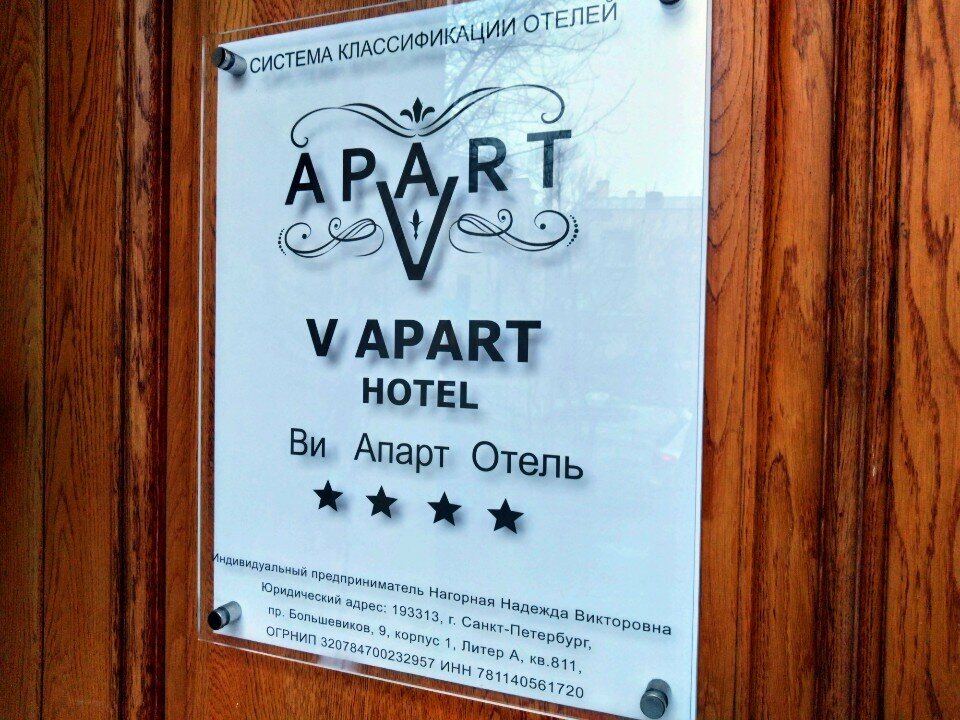 СИСТЕМА КЛАССИФИКАЦИИ ОТЕЛЕЙ
APART
V
V APART
HOTEL
Ви Апарт Отель
Индивидуальный предприниматель Нагорная Надежда Викторовна
Юридический адрес: 193313, г. Санкт-Петербург,
пр. Большевиков, 9, корпус 1, Литер А, кв.811,
ОГРНИП 320784700232957 ИНН 781140561720